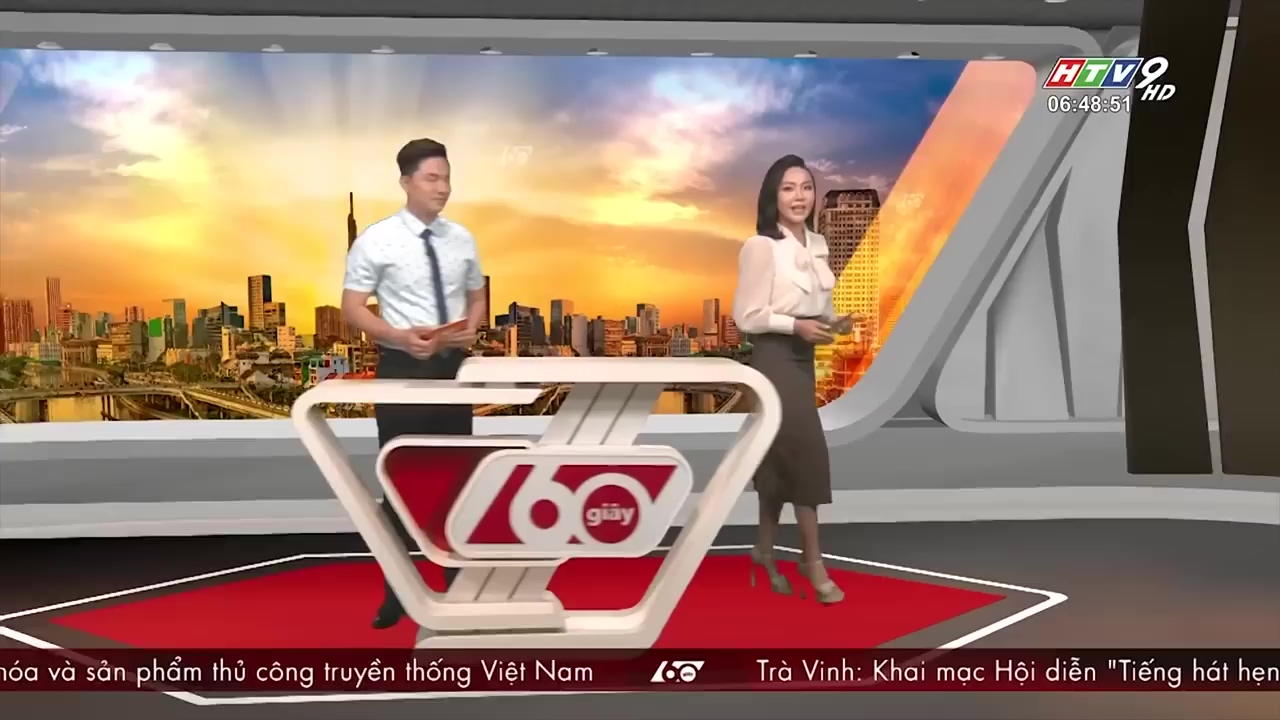 HTV9
HD
06:48:51
60 giây
hóa và sản phẩm thủ công truyền thống Việt Nam 60 giây Trà Vinh: Khai mạc Hội diễn "Tiếng hát hẹn